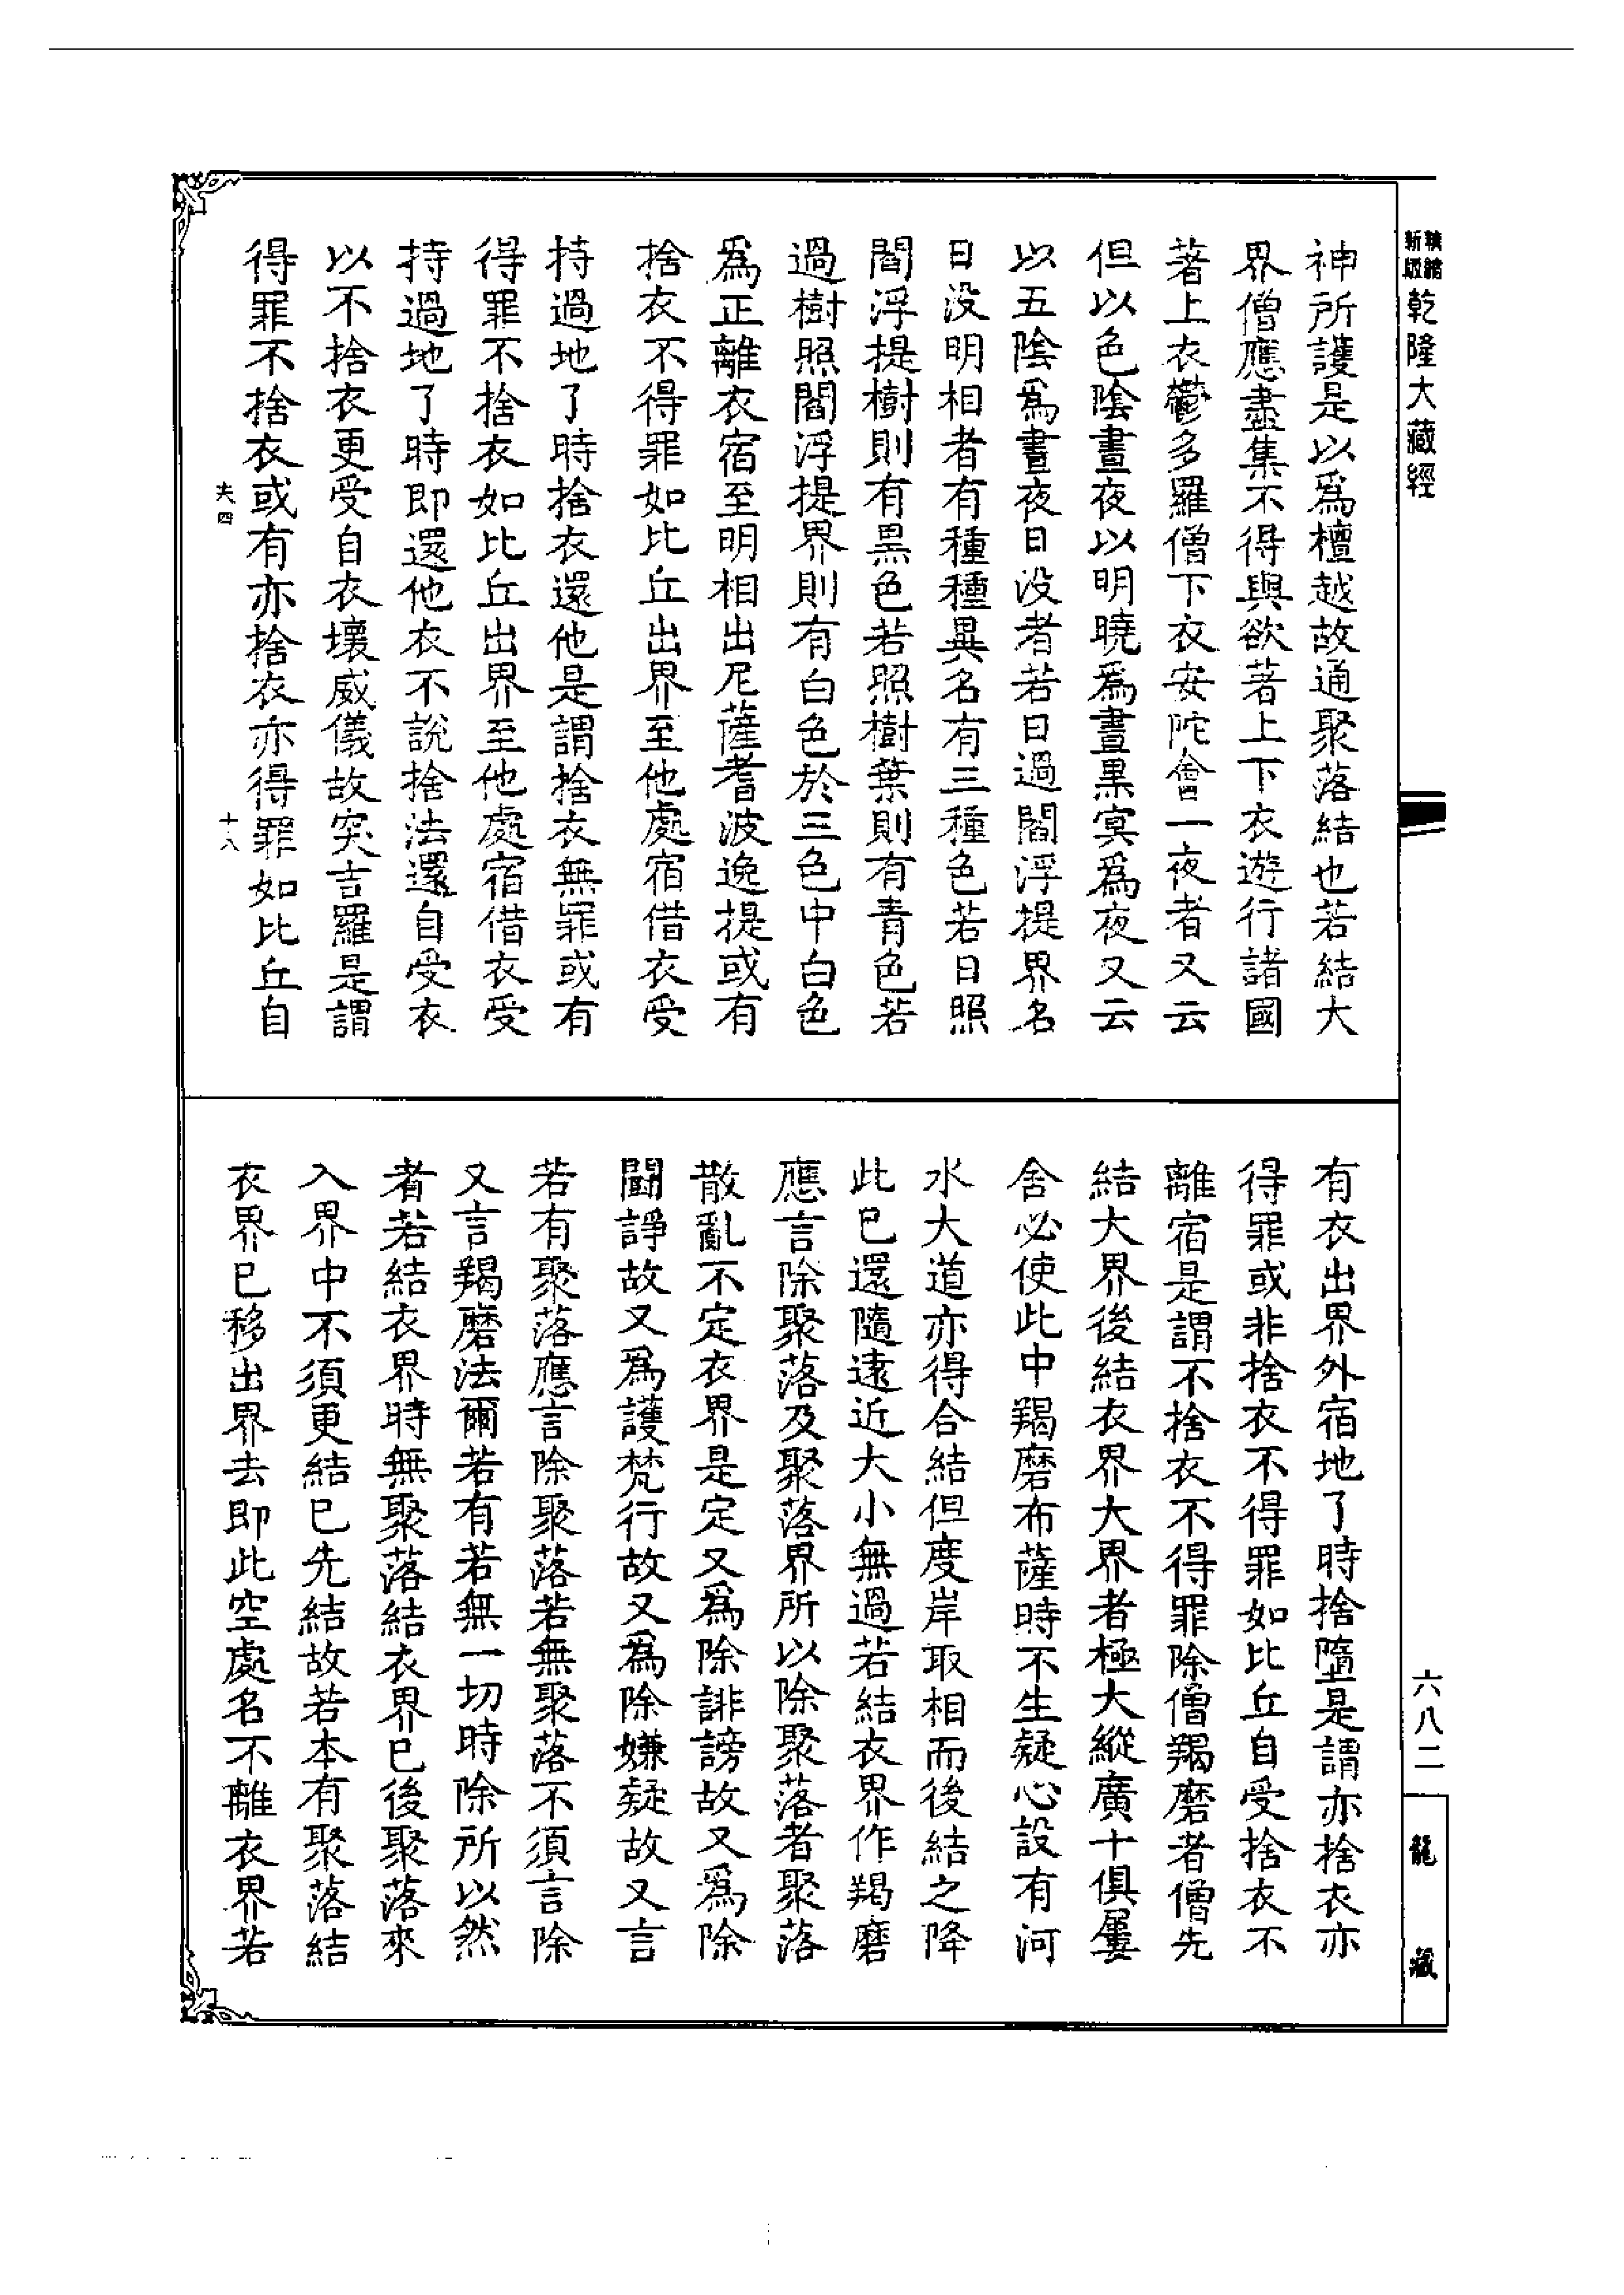 新版
縮
乾隆大藏經
神所護是以爲檀越故通聚落結也若結大
界僧應盡集不得與欲著上下衣遊行諸國
著上衣鬱多羅僧下衣安陀會一夜者又云
但以色陰晝夜以明曉爲晝黑冥爲夜又云
以五陰爲晝夜日没者若日過閻浮提界名
日没明相者有種種異名有三種色若日照
閻浮提樹則有黑色若照樹葉則有青色若
過樹照閻浮提界則有白色於三色中白色
爲正離衣宿至明相出尼薩耆波逸提或有
捨衣不得罪如比丘出界至他處宿借衣受
持過地了時捨衣還他是謂捨衣無罪或有
得罪不捨衣如比丘出界至他處宿借衣受
持過地了時即還他衣不說捨法還自受衣
以不捨衣更受自衣壞威儀故突吉羅是謂
得罪不捨衣或有亦捨衣亦得罪如比丘自
夫四
十八
有衣出界外宿地了時捨墮是謂亦捨衣亦
得罪或非捨衣不得罪如比丘自受捨衣不
離宿是謂不捨衣不得罪除僧羯磨者僧先
結大界後結衣界大界者極大縱廣十俱屢
舍必使此中羯磨布薩時不生疑心設有河
水大道亦得合結但度岸取相而後結之降
此已還隨遠近大小無過若結衣界作羯磨
應言除聚落及聚落界所以除聚落者聚落
散亂不定衣界是定又爲除誹謗故又爲除
鬪諍故又爲護梵行故又爲除嫌疑故又言
若有聚落應言除聚落若無聚落不須言除
又言羯磨法爾若有若無一切時除所以然
者若結衣界時無聚落結衣界已後聚落來
入界中不須更結已先結故若本有聚落結
衣界已移出界去即此空處名不離衣界若
六八二
龍藏